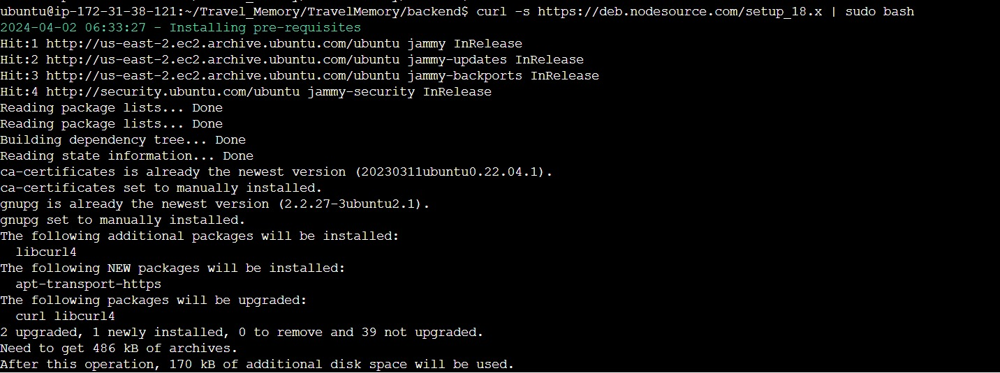 ubuntu@ip-172-31-38-121:~/Travel_Memory/TravelMemory/backend$ curl -s https://deb.nodesource.com/setup_18.x | sudo bash
2024-04-02 06:33:27 - Installing pre-requisites
Hit:1 http://us-east-2.ec2.archive.ubuntu.com/ubuntu jammy InRelease
Hit:2 http://us-east-2.ec2.archive.ubuntu.com/ubuntu jammy-updates InRelease
Hit:3 http://us-east-2.ec2.archive.ubuntu.com/ubuntu jammy-backports InRelease
Hit:4 http://security.ubuntu.com/ubuntu jammy-security InRelease
Reading package lists... Done
Reading package lists... Done
Building dependency tree... Done
Reading state information... Done
ca-certificates is already the newest version (20230311ubuntu0.22.04.1).
ca-certificates set to manually installed.
gnupg is already the newest version (2.2.27-3ubuntu2.1).
gnupg set to manually installed.
The following additional packages will be installed:
  libcurl4
The following NEW packages will be installed:
  apt-transport-https
The following packages will be upgraded:
  curl libcurl4
2 upgraded, 1 newly installed, 0 to remove and 39 not upgraded.
Need to get 486 kB of archives.
After this operation, 170 kB of additional disk space will be used.